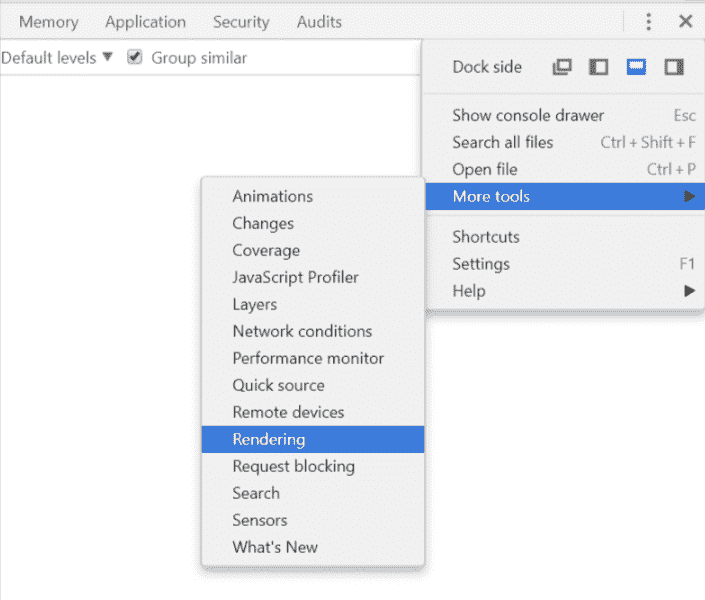 Memory Application Security Audits
Default levels Group similar
Dock side
Show console drawer Esc
Search all files Ctrl + Shift + F
Open file Ctrl + P
More tools
Shortcuts
Settings F1
Help
Animations
Changes
Coverage
JavaScript Profiler
Layers
Network conditions
Performance monitor
Quick source
Remote devices
Rendering
Request blocking
Search
Sensors
What's New